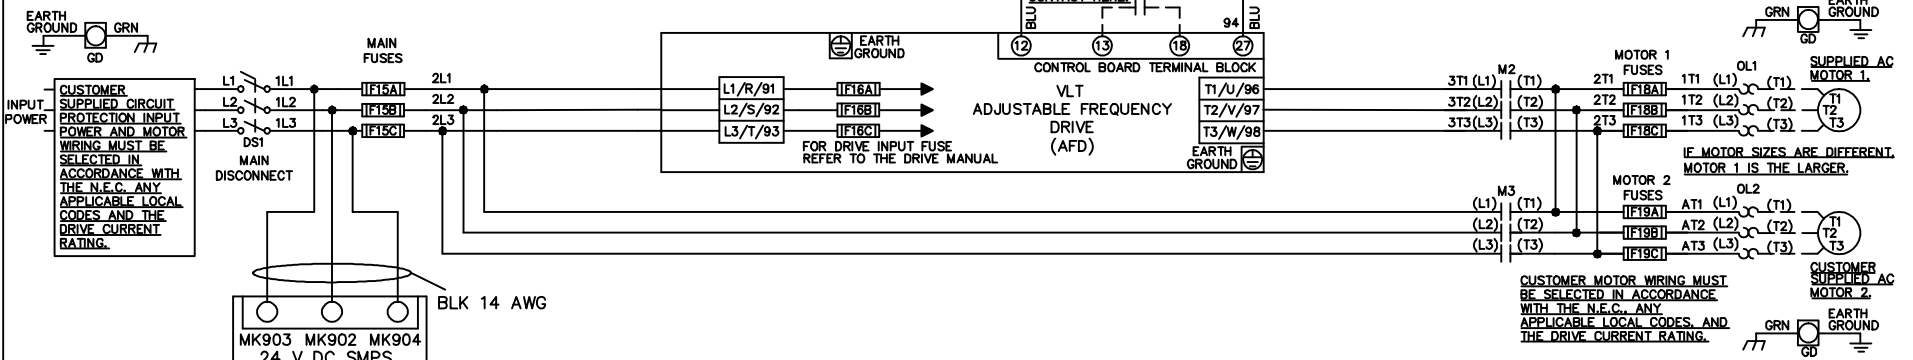 EARTH
GROUND
GRN
GD
INPUT
POWER
CUSTOMER
SUPPLIED CIRCUIT
PROTECTION INPUT
POWER AND MOTOR
WIRING MUST BE
SELECTED IN
ACCORDANCE WITH
THE N.E.C. ANY
APPLICABLE LOCAL
CODES AND THE
DRIVE CURRENT
RATING.
L1 1L1
L2 1L2
L3 1L3
DS1
MAIN
DISCONNECT
MAIN
FUSES
F15A 2L1
F15B 2L2
F15C 2L3
BLK 14 AWG
MK903 MK902 MK904
24 V DC SMPS
BLU
94
BLU
12 13 18 27
CONTROL BOARD TERMINAL BLOCK
EARTH
GROUND
L1/R/91 F16A
L2/S/92 F16B
L3/T/93 F16C
FOR DRIVE INPUT FUSE
REFER TO THE DRIVE MANUAL
VLT
ADJUSTABLE FREQUENCY
DRIVE
(AFD)
T1/U/96
T2/V/97
T3/W/98
EARTH
GROUND
M2
3T1 (L1) (T1)
3T2(L2) (T2)
3T3(L3) (T3)
M3
(L1) (T1)
(L2) (T2)
(L3) (T3)
MOTOR 1
FUSES
2T1 F18A 1T1 (L1) (T1)
2T2 F18B 1T2 (L2) (T2)
2T3 F18C 1T3 (L3) (T3)
OL1
T1
T2
T3
SUPPLIED AC
MOTOR 1.
IF MOTOR SIZES ARE DIFFERENT,
MOTOR 1 IS THE LARGER.
MOTOR 2
FUSES
F19A AT1 (L1) (T1)
F19B AT2 (L2) (T2)
F19C AT3 (L3) (T3)
OL2
T1
T2
T3
CUSTOMER
SUPPLIED AC
MOTOR 2.
CUSTOMER MOTOR WIRING MUST
BE SELECTED IN ACCORDANCE
WITH THE N.E.C., ANY
APPLICABLE LOCAL CODES, AND
THE DRIVE CURRENT RATING.
GRN
EARTH
GROUND
GD
GRN
EARTH
GROUND
GD